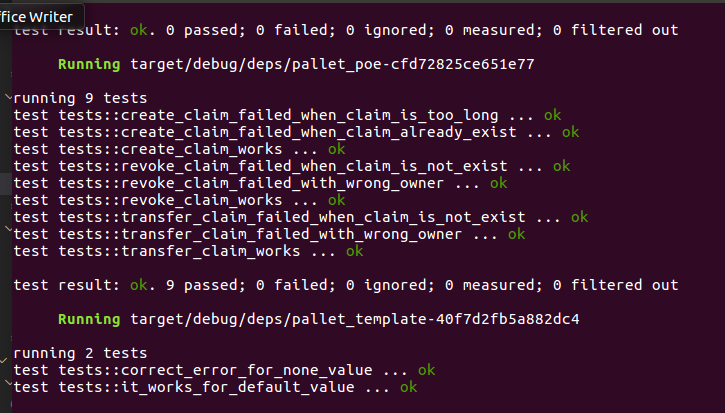 ffice Writer
test result: ok. 0 passed; 0 failed; 0 ignored; 0 measured; 0 filtered out
Running target/debug/deps/pallet_poe-cfd72825ce651e77
running 9 tests
test tests::create_claim_failed_when_claim_is_too_long ... ok
test tests::create_claim_failed_when_claim_already_exist ... ok
test tests::create_claim_works ... ok
test tests::revoke_claim_failed_when_claim_is_not_exist ... ok
test tests::revoke_claim_failed_with_wrong_owner ... ok
test tests::revoke_claim_works ... ok
test tests::transfer_claim_failed_when_claim_is_not_exist ... ok
test tests::transfer_claim_failed_with_wrong_owner ... ok
test tests::transfer_claim_works ... ok
test result: ok. 9 passed; 0 failed; 0 ignored; 0 measured; 0 filtered out
Running target/debug/deps/pallet_template-40f7d2fb5a882dc4
running 2 tests
test tests::correct_error_for_none_value ... ok
test tests::it_works_for_default_value ... ok